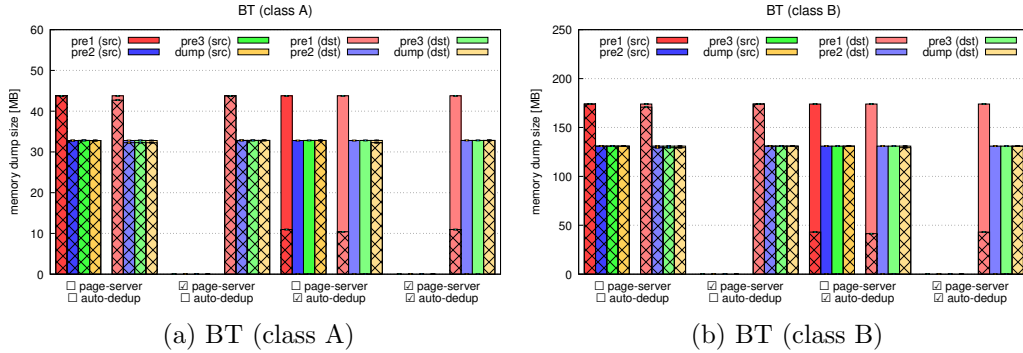 BT (class A)
60
50
40
30
20
10
0
memory dump size [MB]
pre1 (src) pre3 (src) pre1 (dst) pre3 (dst)
pre2 (src) dump (src) pre2 (dst) dump (dst)
☐ page-server ☑ page-server ☐ page-server ☑ page-server
☐ auto-dedup ☐ auto-dedup ☑ auto-dedup ☑ auto-dedup
(a) BT (class A)
BT (class B)
250
200
150
100
50
0
memory dump size [MB]
pre1 (src) pre3 (src) pre1 (dst) pre3 (dst)
pre2 (src) dump (src) pre2 (dst) dump (dst)
☐ page-server ☑ page-server ☐ page-server ☑ page-server
☐ auto-dedup ☐ auto-dedup ☑ auto-dedup ☑ auto-dedup
(b) BT (class B)